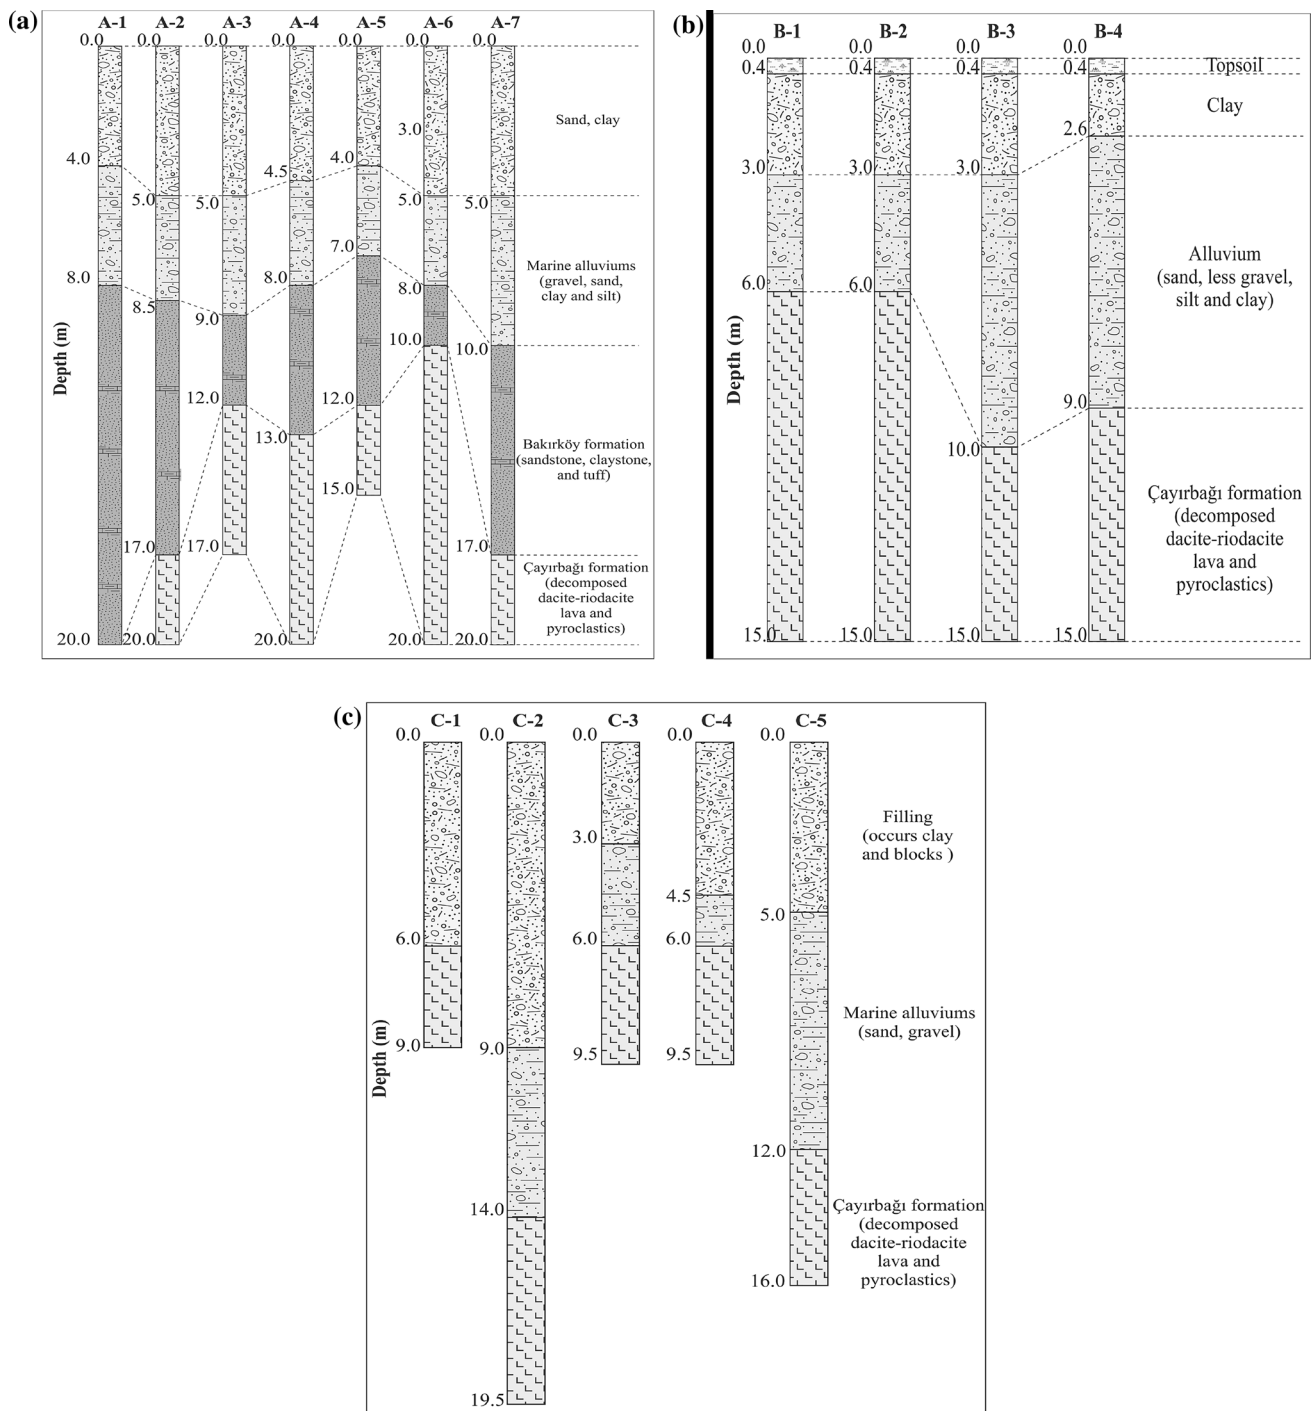 (a)
A-1 A-2 A-3 A-4 A-5 A-6 A-7
0.0 0.0 0.0 0.0 0.0 0.0 0.0
3.0
Sand, clay
4.0 4.5 4.0
5.0 5.0 5.0 5.0
7.0
Marine alluviums
(gravel, sand,
clay and silt)
8.0 8.0 8.0
8.5 9.0
10.0 10.0
Depth (m)
12.0 12.0
13.0
Bakırköy formation
(sandstone, claystone,
and tuff)
15.0
17.0 17.0 17.0
Çayırbağı formation
(decomposed
dacite-riodacite
lava and
pyroclastics)
20.0 20.0 20.0 20.0 20.0
(b)
B-1 B-2 B-3 B-4
0.0 0.0 0.0 0.0
0.4 0.4 0.4 0.4
Topsoil
Clay
2.6
3.0 3.0 3.0
Alluvium
(sand, less gravel,
silt and clay)
6.0 6.0
Depth (m)
9.0
10.0
Çayırbağı formation
(decomposed
dacite-riodacite
lava and
pyroclastics)
15.0 15.0 15.0 15.0
(c)
C-1 C-2 C-3 C-4 C-5
0.0 0.0 0.0 0.0 0.0
Filling
(occurs clay
and blocks )
3.0
4.5
5.0
6.0 6.0 6.0
Marine alluviums
(sand, gravel)
9.0 9.0 9.5 9.5
Depth (m)
12.0
14.0
Çayırbağı formation
(decomposed
dacite-riodacite
lava and
pyroclastics)
16.0
19.5